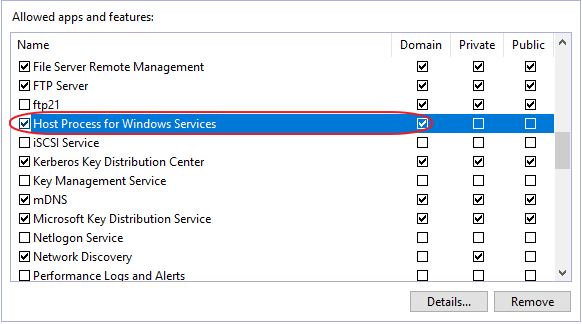 Allowed apps and features:
Name Domain Private Public
File Server Remote Management
FTP Server
ftp21
Host Process for Windows Services
iSCSI Service
Kerberos Key Distribution Center
Key Management Service
mDNS
Microsoft Key Distribution Service
Netlogon Service
Network Discovery
Performance Logs and Alerts
Details... Remove